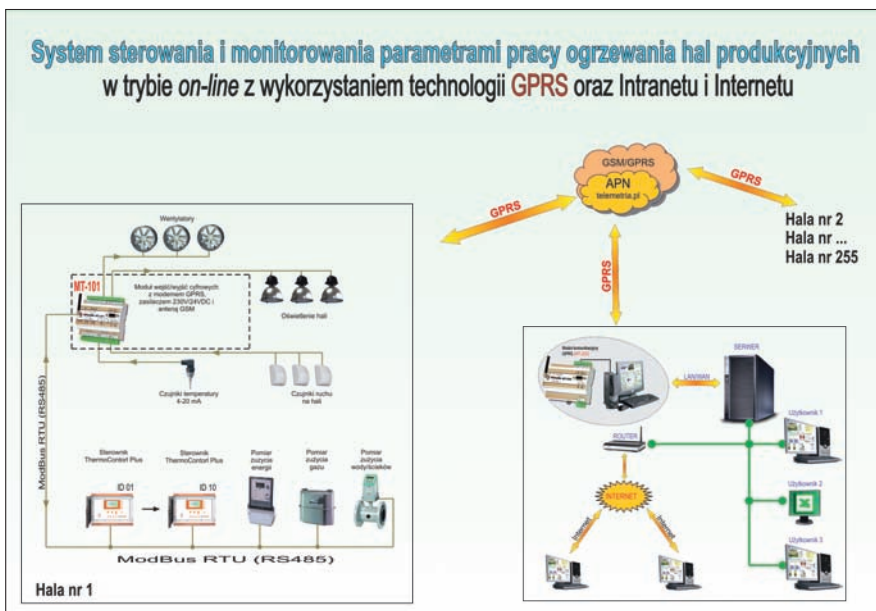 System sterowania i monitorowania parametrami pracy ogrzewania hal produkcyjnych
w trybie on-line z wykorzystaniem technologii GPRS oraz Intranetu i Internetu
GSM/GPRS
APN
telemetria.pl
GPRS
GPRS
GPRS
Hala nr 2
Hala nr ...
Hala nr 255
Wentylatory
MT-101
Moduł wejść/wyjść cyfrowych
z modemem GPRS,
zasilaczem 230V/24VDC i
anteną GSM
Oświetlenie hali
Czujniki temperatury
4-20 mA
Czujniki ruchu
na hali
ModBus RTU (RS485)
Sterownik
ThermoContort Plus
ID 01
Sterownik
ThermoContort Plus
ID 10
Pomiar
zużycia
energii
Pomiar
zużycia
gazu
Pomiar
zużycia
wody/ścieków
ModBus RTU (RS485)
Hala nr 1
SERWER
LAN/WAN
ROUTER
INTERNET
Internet
Internet
Użytkownik 1
Użytkownik 2
Użytkownik 3